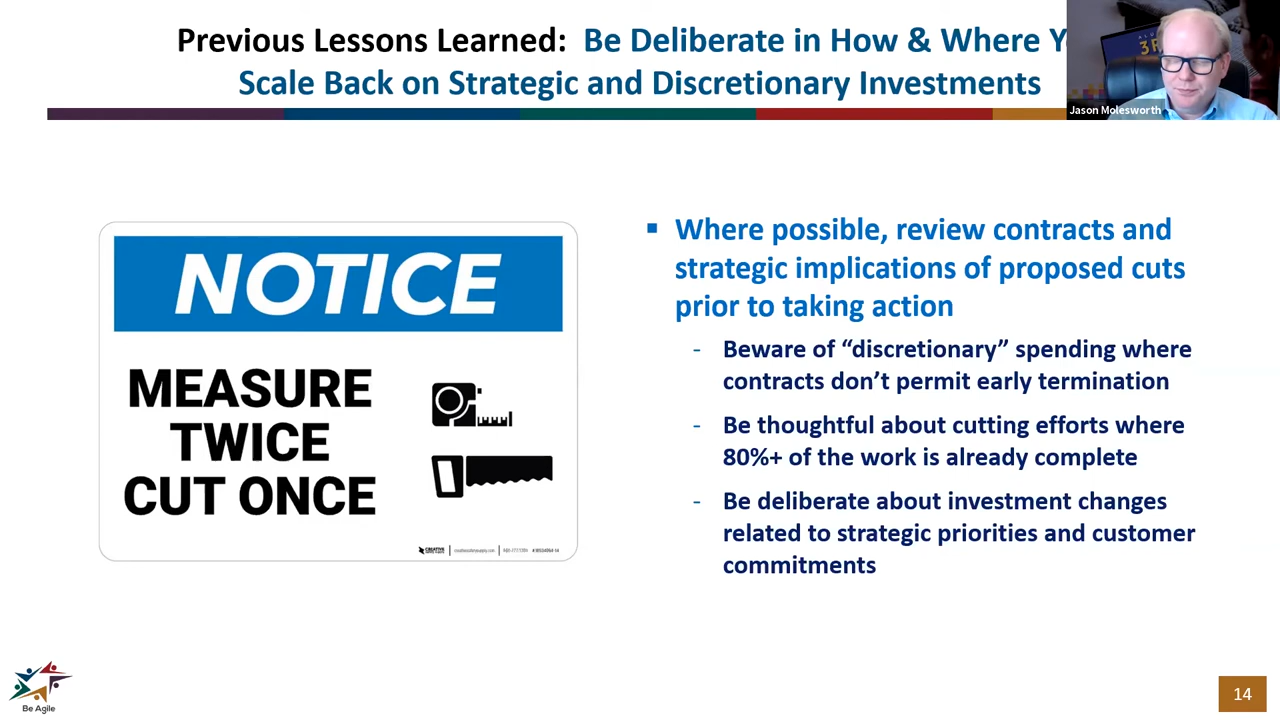 Previous Lessons Learned: Be Deliberate in How & Where Y
Scale Back on Strategic and Discretionary Investments
Jason Molesworth
NOTICE
MEASURE
TWICE
CUT ONCE
CREATIVE
▪ Where possible, review contracts and
strategic implications of proposed cuts
prior to taking action
- Beware of “discretionary” spending where
contracts don’t permit early termination
- Be thoughtful about cutting efforts where
80%+ of the work is already complete
- Be deliberate about investment changes
related to strategic priorities and customer
commitments
Be Agile
14